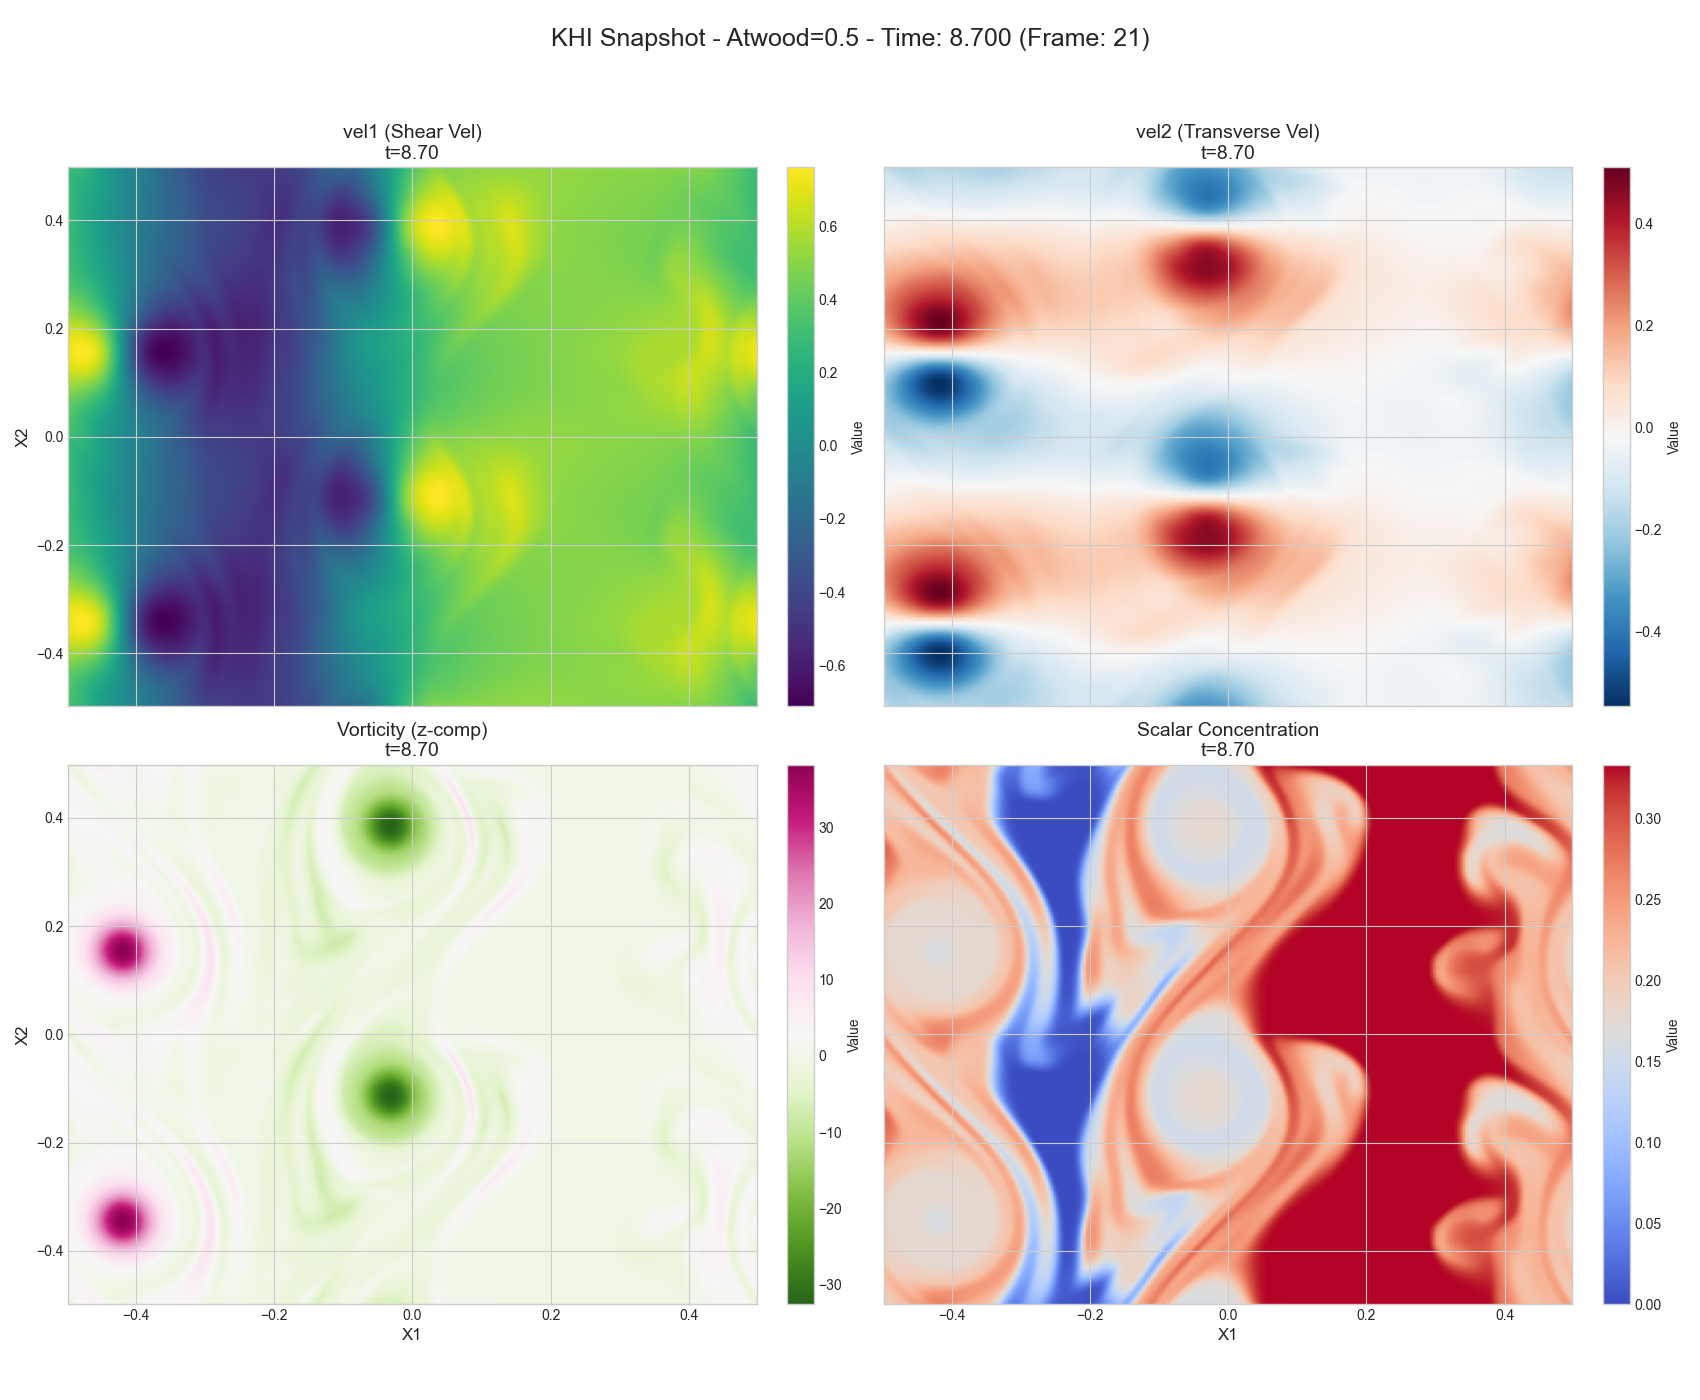 KHI Snapshot - Atwood=0.5 - Time: 8.700 (Frame: 21)
vel1 (Shear Vel)
t=8.70
X2
0.4
0.2
0.0
−0.2
−0.4
0.6
0.4
0.2
0.0
−0.2
−0.4
−0.6
Value
vel2 (Transverse Vel)
t=8.70
0.4
0.2
0.0
−0.2
−0.4
Value
Vorticity (z-comp)
t=8.70
X2
0.4
0.2
0.0
−0.2
−0.4
−0.4
−0.2
0.0
0.2
0.4
X1
30
20
10
0
−10
−20
−30
Value
Scalar Concentration
t=8.70
−0.4
−0.2
0.0
0.2
0.4
X1
0.30
0.25
0.20
0.15
0.10
0.05
0.00
Value